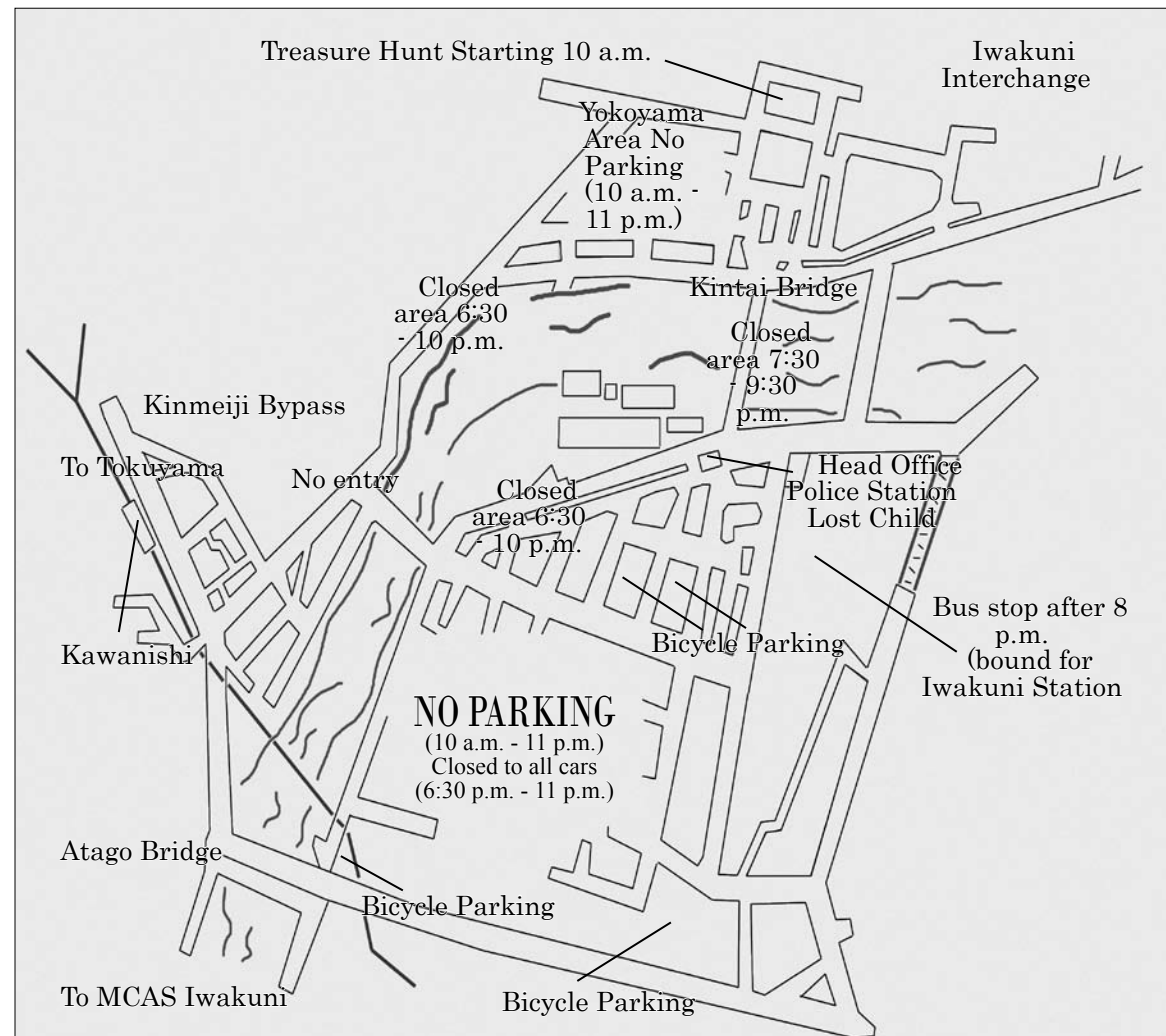 Treasure Hunt Starting 10 a.m.
Iwakuni
Interchange
Yokoyama
Area No
Parking
(10 a.m. -
11 p.m.)
Closed
area 6:30
- 10 p.m.
Kintai Bridge
Closed
area 7:30
- 9:30
p.m.
Kinmeiji Bypass
To Tokuyama
No entry
Closed
area 6:30
- 10 p.m.
Head Office
Police Station
Lost Child
Bus stop after 8
p.m.
(bound for
Iwakuni Station
Bicycle Parking
Kawanishi
NO PARKING
(10 a.m. - 11 p.m.)
Closed to all cars
(6:30 p.m. - 11 p.m.)
Atago Bridge
Bicycle Parking
To MCAS Iwakuni
Bicycle Parking